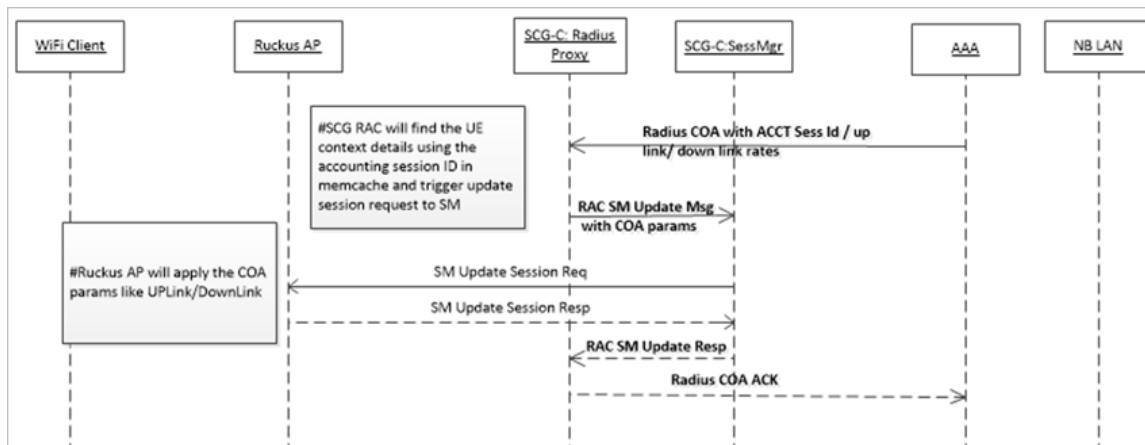 WiFi Client
Ruckus AP
SCG-C: Radius
Proxy
SCG-C:SessMgr
AAA
NB LAN
#SCG RAC will find the UE
context details using the
accounting session ID in
memcache and trigger update
session request to SM
Radius COA with ACCT Sess Id / up
link/ down link rates
RAC SM Update Msg
with COA params
#Ruckus AP will apply the COA
params like UPLink/DownLink
SM Update Session Req
SM Update Session Resp
RAC SM Update Resp
Radius COA ACK